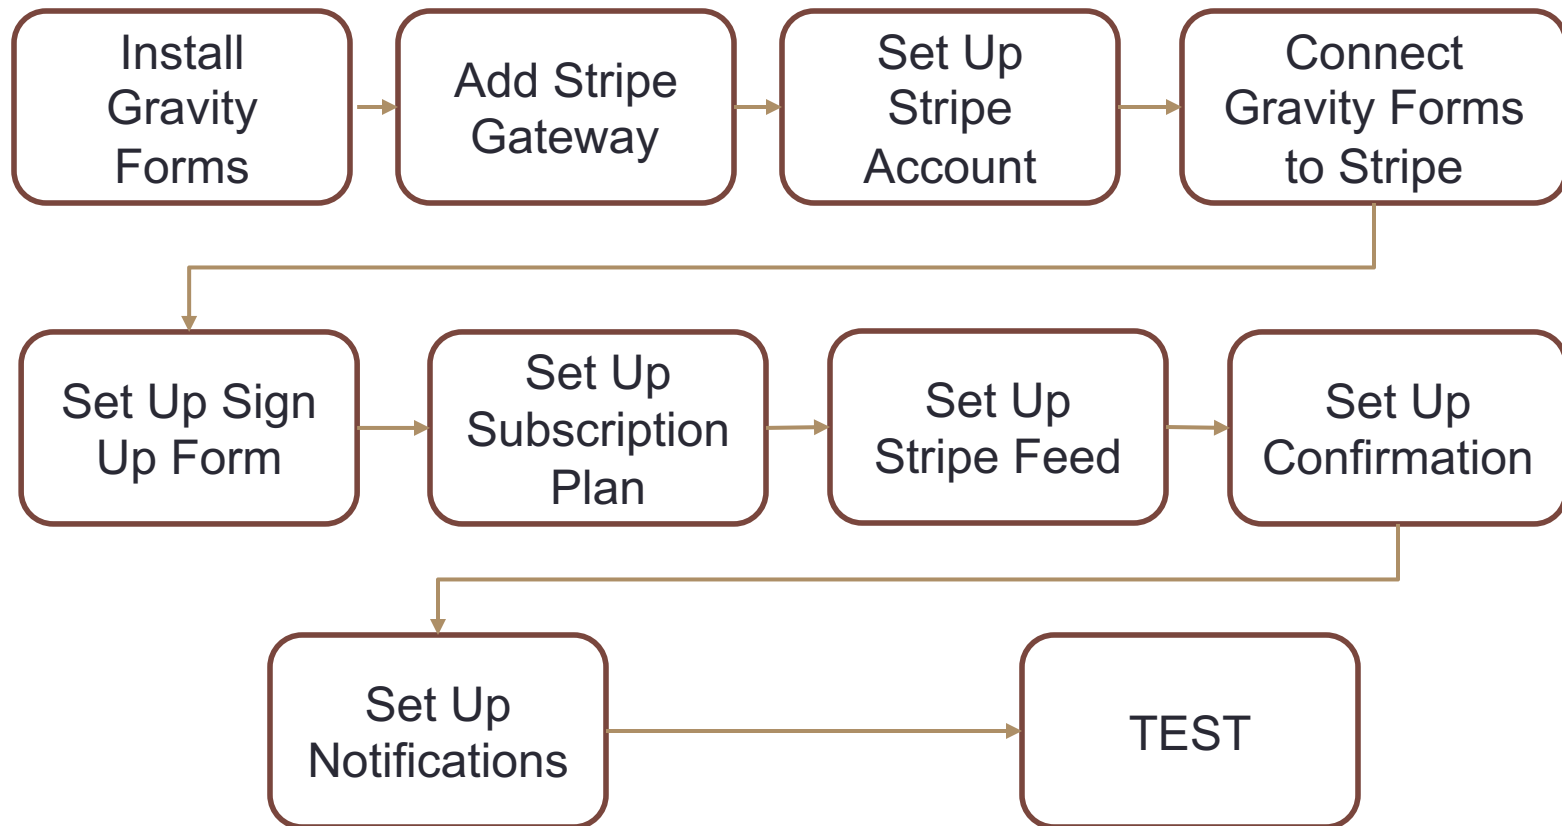 Install
Gravity
Forms
Add Stripe
Gateway
Set Up
Stripe
Account
Connect
Gravity Forms
to Stripe
Set Up Sign
Up Form
Set Up
Subscription
Plan
Set Up
Stripe Feed
Set Up
Confirmation
Set Up
Notifications
TEST